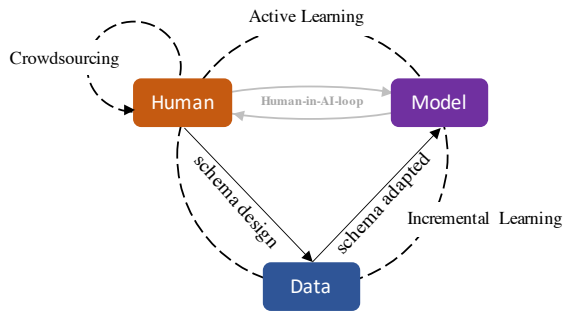 Active Learning
Crowdsourcing
Human
Human-in-AI-loop
Model
schema design
schema adapted
Incremental Learning
Data